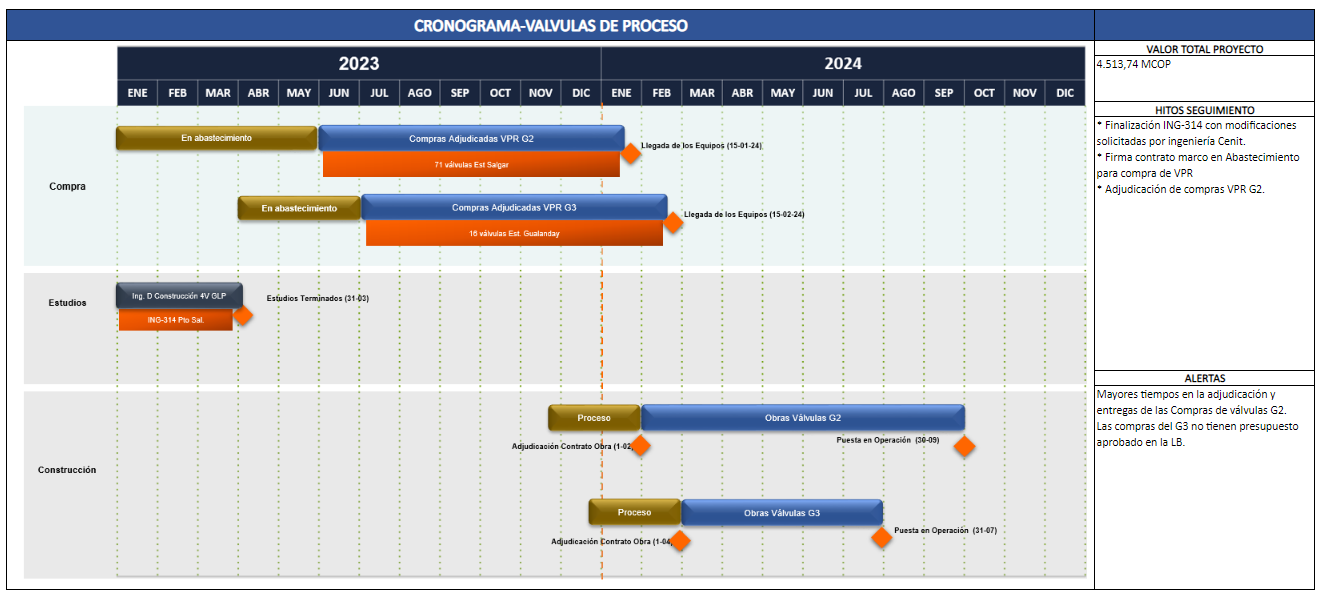 CRONOGRAMA-VALVULAS DE PROCESO
2023
2024
ENE FEB MAR ABR MAY JUN JUL AGO SEP OCT NOV DIC ENE FEB MAR ABR MAY JUN JUL AGO SEP OCT NOV DIC
Compra
En abastecimiento
Compras Adjudicadas VPR G2
71 válvulas Est Salgar
Llegada de los Equipos (15-01-24)
En abastecimiento
Compras Adjudicadas VPR G3
16 válvulas Est. Gualanday
Llegada de los Equipos (15-02-24)
Estudios
Ing. D Construcción 4V GLP
ING-314 Pto Sal.
Estudios Terminados (31-03)
Construcción
Proceso
Obras Válvulas G2
Adjudicación Contrato Obra (1-02)
Puesta en Operación (30-09)
Proceso
Obras Válvulas G3
Adjudicación Contrato Obra (1-04)
Puesta en Operación (31-07)
VALOR TOTAL PROYECTO
4.513,74 MCOP
HITOS SEGUIMIENTO
* Finalización ING-314 con modificaciones
solicitadas por ingeniería Cenit.
* Firma contrato marco en Abastecimiento
para compra de VPR
* Adjudicación de compras VPR G2.
ALERTAS
Mayores tiempos en la adjudicación y
entregas de las Compras de válvulas G2.
Las compras del G3 no tienen presupuesto
aprobado en la LB.